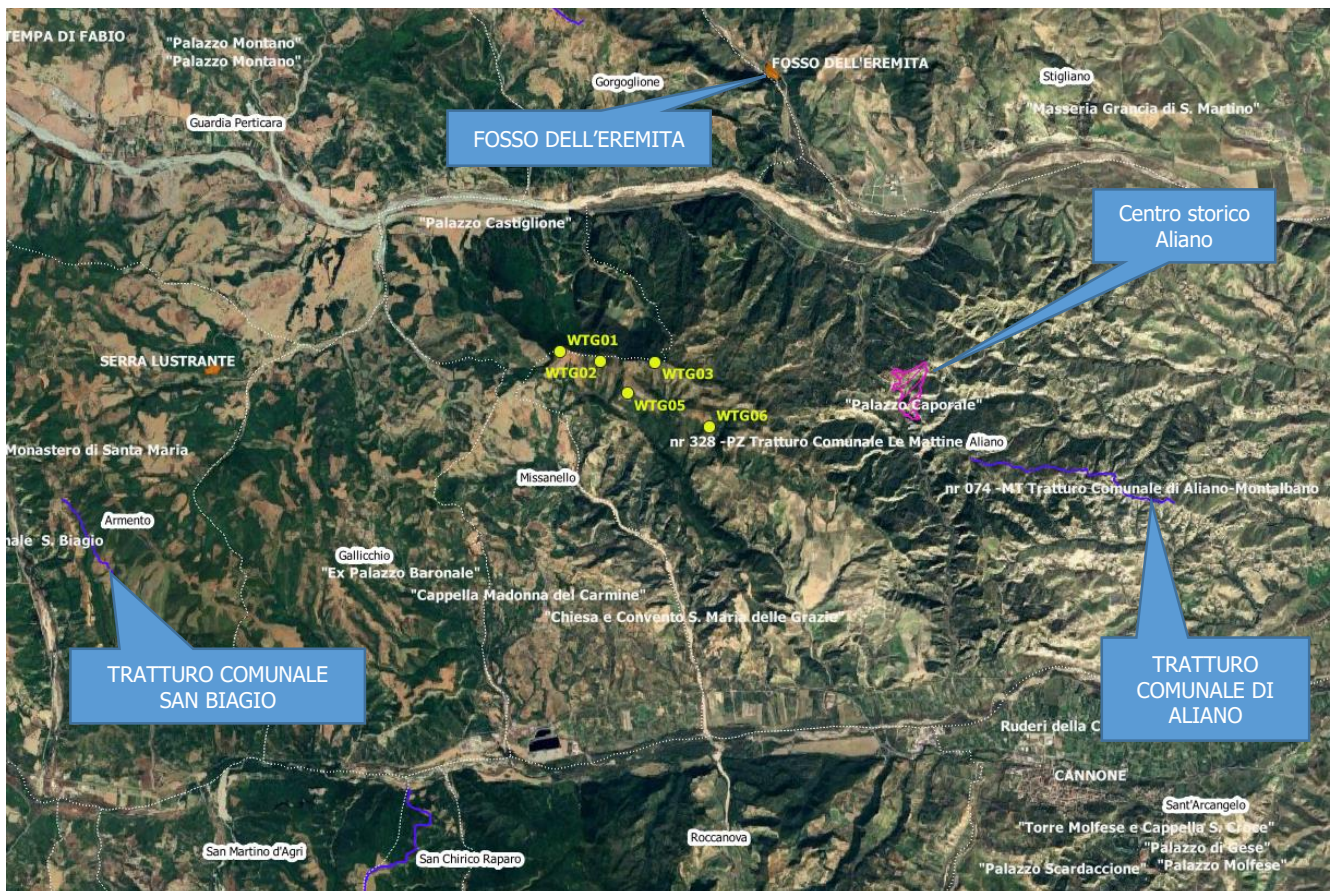 TEMPA DI FABIO
"Palazzo Montano"
"Palazzo Montano"
Gorgoglione
FOSSO DELL'EREMITA
Stigliano
"Masseria Grancia di S. Martino"
Guardia Perticara
FOSSO DELL'EREMITA
"Palazzo Castiglione"
Centro storico
Aliano
WTG01
WTG02
WTG03
SERRA LUSTRANTE
WTG05
"Palazzo Caporale"
WTG06
nr 328 -PZ Tratturo Comunale Le Mattine
Aliano
Monastero di Santa Maria
Missanello
nr 074 -MT Tratturo Comunale di Aliano-Montalbano
Armento
nale S. Biagio
Gallicchio
"Ex Palazzo Baronale"
"Cappella Madonna del Carmine"
"Chiesa e Convento S. Maria delle Grazie"
TRATTURO COMUNALE
SAN BIAGIO
TRATTURO
COMUNALE DI
ALIANO
Ruderi della C
CANNONE
Sant'Arcangelo
"Torre Molfese e Cappella S. Croce"
"Palazzo di Gese"
"Palazzo Scardaccione"
"Palazzo Molfese"
Roccanova
San Martino d'Agri
San Chirico Raparo